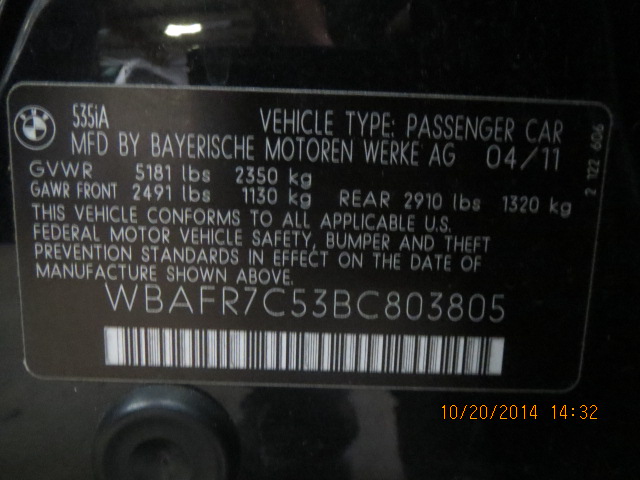 BMW
535iA VEHICLE TYPE: PASSENGER CAR
MFD BY BAYERISCHE MOTOREN WERKE AG 04/11
GVWR 5181 lbs 2350 kg
GAWR FRONT 2491 lbs 1130 kg REAR 2910 lbs 1320 kg
THIS VEHICLE CONFORMS TO ALL APPLICABLE U.S.
FEDERAL MOTOR VEHICLE SAFETY, BUMPER AND THEFT
PREVENTION STANDARDS IN EFFECT ON THE DATE OF
MANUFACTURE SHOWN ABOVE.
WBAFR7C53BC803805
2 122 606
10/20/2014 14:32